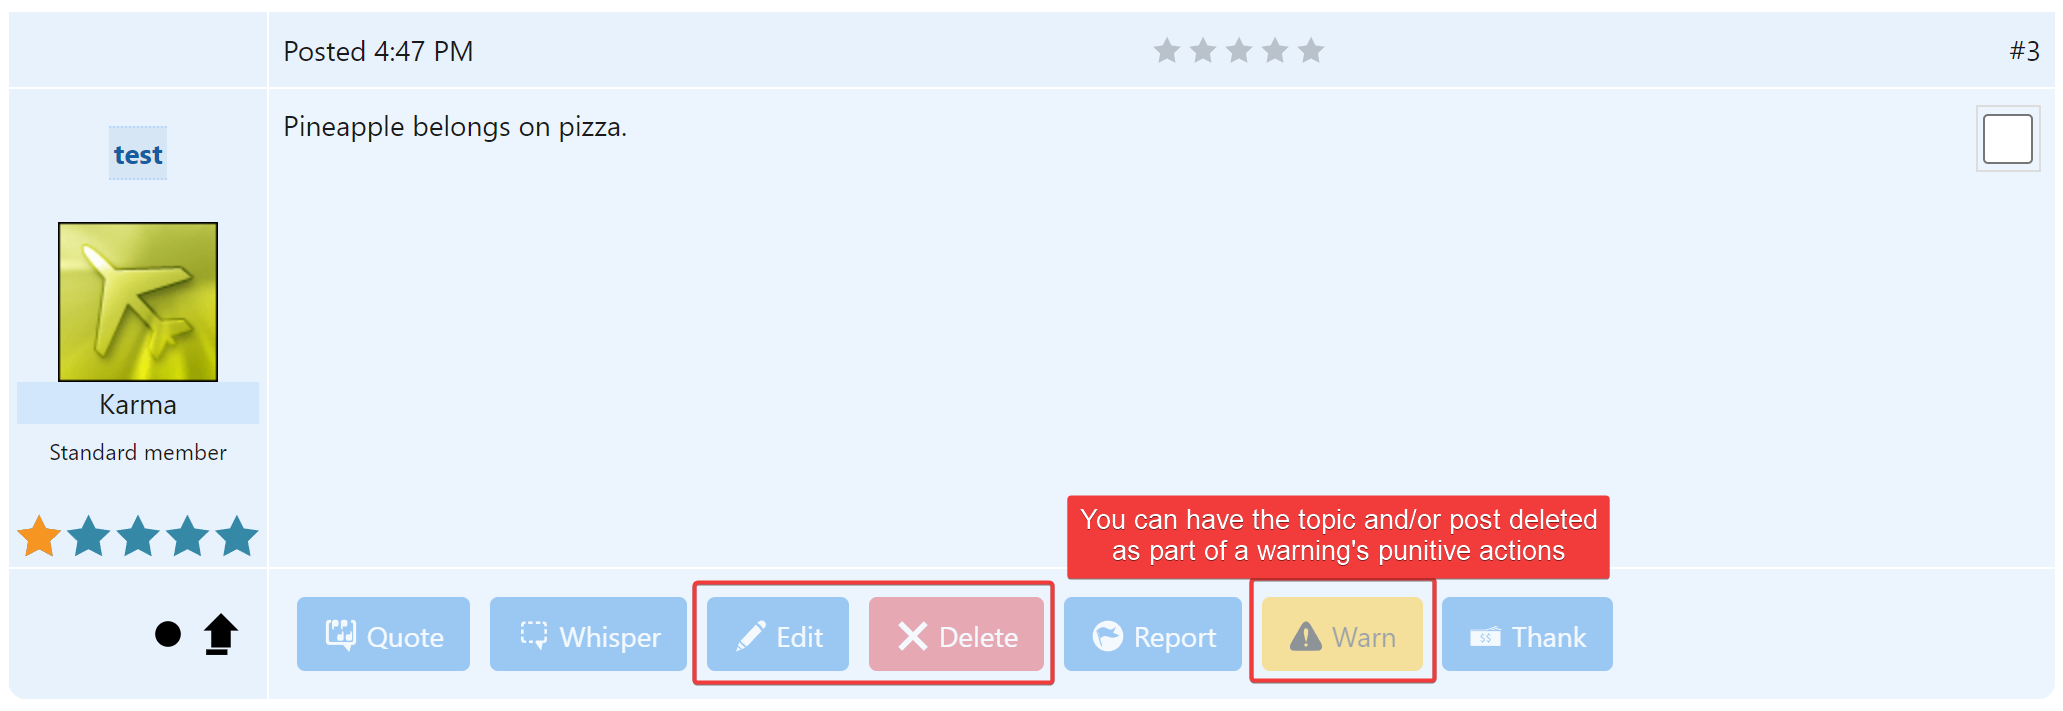 Posted 4:47 PM
#3
test
Pineapple belongs on pizza.
Karma
Standard member
You can have the topic and/or post deleted
as part of a warning's punitive actions
Quote
Whisper
Edit
Delete
Report
Warn
$$ Thank